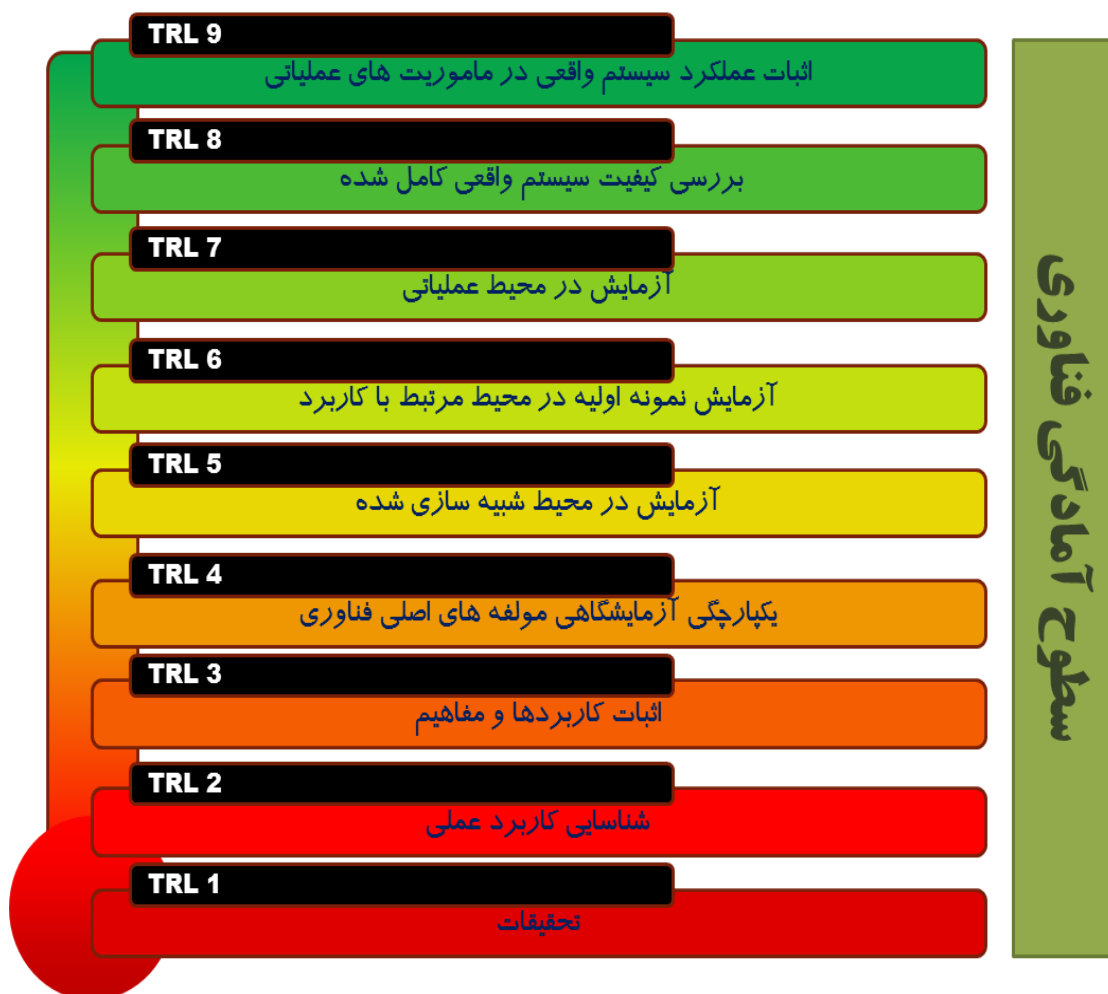 TRL 9
اثبات عملکرد سیستم واقعی در ماموریت های عملیاتی
TRL 8
بررسی کیفیت سیستم واقعی کامل شده
TRL 7
آزمایش در محیط عملیاتی
TRL 6
آزمایش نمونه اولیه در محیط مرتبط با کاربرد
TRL 5
آزمایش در محیط شبیه سازی شده
TRL 4
یکپارچگی آزمایشگاهی مولفه های اصلی فناوری
TRL 3
اثبات کاربردها و مفاهیم
TRL 2
شناسایی کاربرد عملی
TRL 1
تحقیقات
سطوح آمادگی فناوری